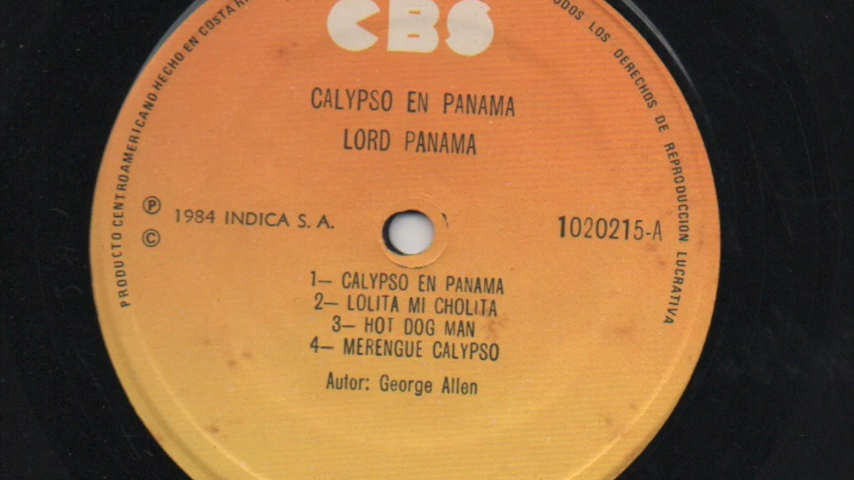 CBS
CALYPSO EN PANAMA
LORD PANAMA
Ⓟ
© 1984 INDICA S. A.
1020215-A
1— CALYPSO EN PANAMA
2— LOLITA MI CHOLITA
3— HOT DOG MAN
4— MERENGUE CALYPSO
Autor: George Allen
PRODUCTO CENTROAMERICANO HECHO EN COSTA
DOS LOS DERECHOS DE REPRODUCCION LUCRATIVA